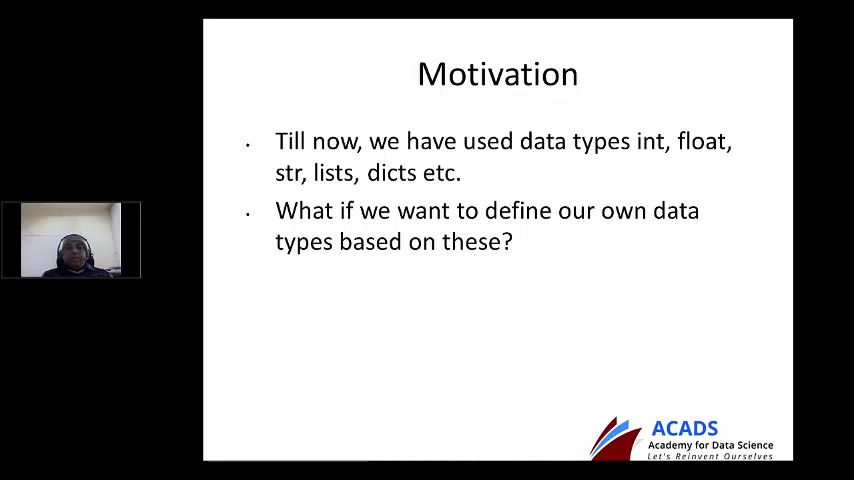 Motivation
Till now, we have used data types int, float,
str, lists, dicts etc.
What if we want to define our own data
types based on these?
ACADS
Academy for Data Science
Let's Reinvent Ourselves